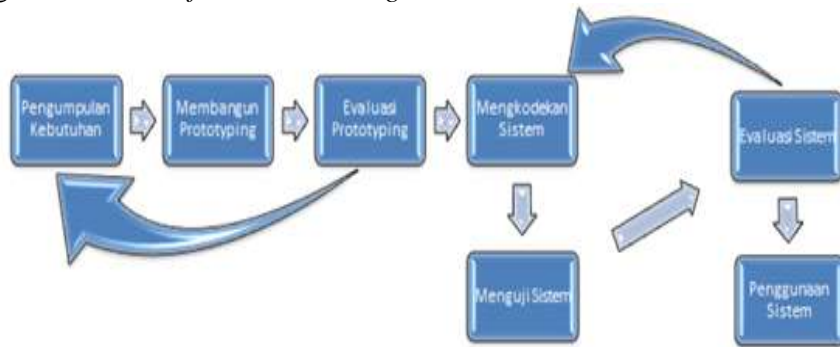 Pengumpulan
Kebutuhan
Membangun
Prototyping
Evaluasi
Prototyping
Mengkodekan
Sistem
Menguji Sistem
Evaluasi Sistem
Penggunaan
Sistem